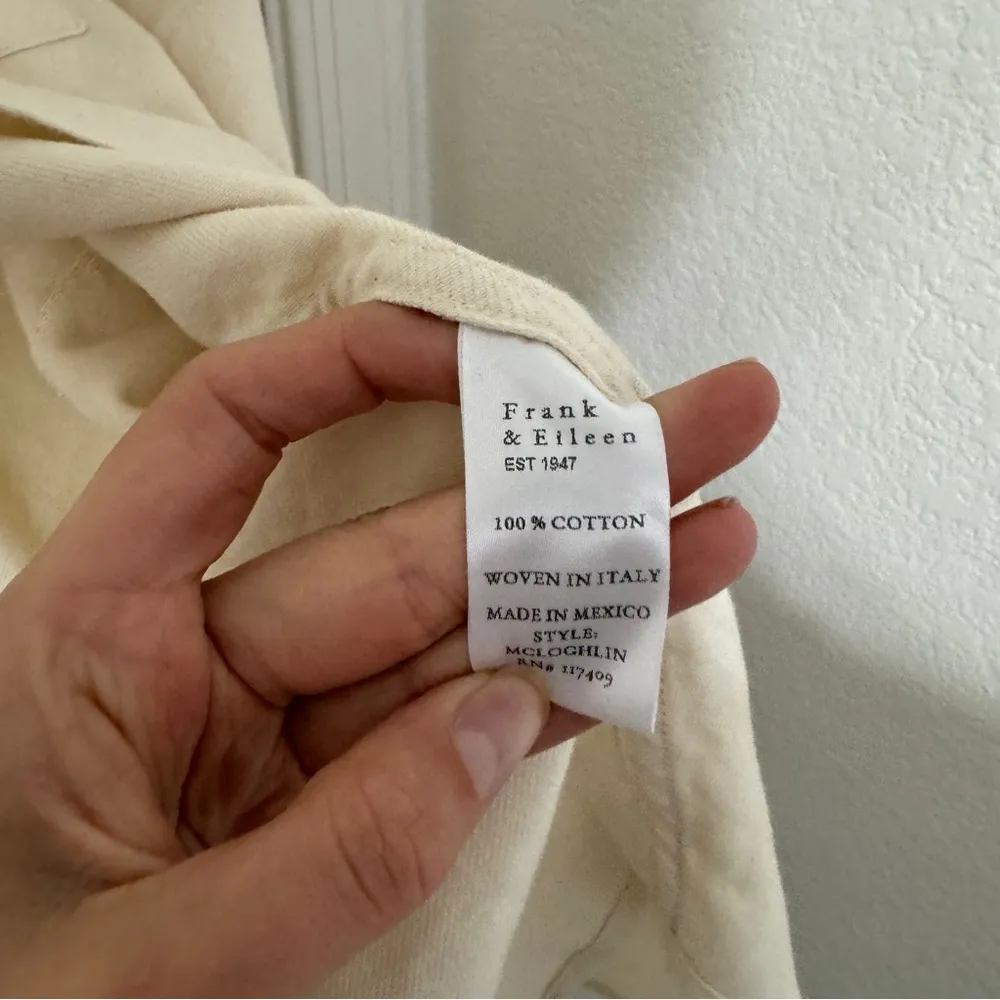 Frank
& Eileen
EST 1947
100 % COTTON
WOVEN IN ITALY
MADE IN MEXICO
STYLE:
MCLOGHLIN
RN# 117409